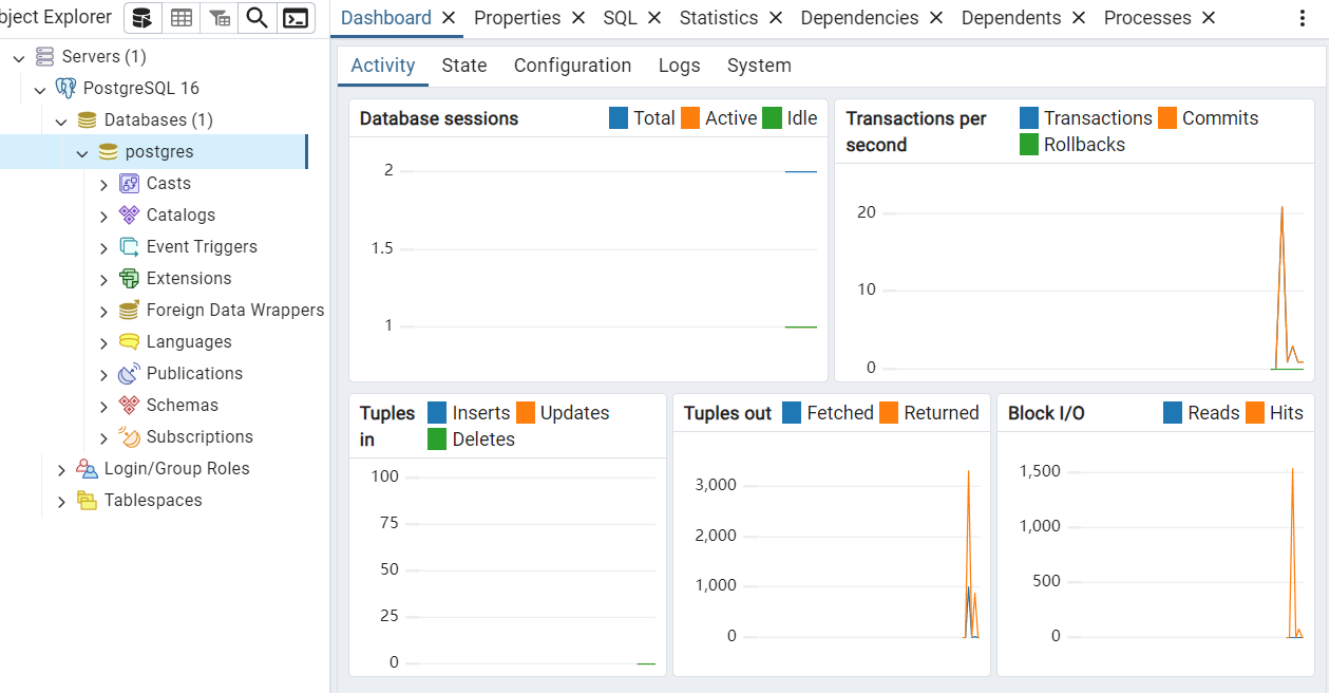 bject Explorer
Dashboard Properties SQL Statistics Dependencies Dependents Processes
Servers (1)
PostgreSQL 16
Databases (1)
postgres
Casts
Catalogs
Event Triggers
Extensions
Foreign Data Wrappers
Languages
Publications
Schemas
Subscriptions
Login/Group Roles
Tablespaces
Activity State Configuration Logs System
Database sessions Total Active Idle
2
1.5
1
Transactions per second Transactions Commits
Rollbacks
20
10
0
Tuples in Inserts Updates
Deletes
100
75
50
25
0
Tuples out Fetched Returned
3,000
2,000
1,000
0
Block I/O Reads Hits
1,500
1,000
500
0